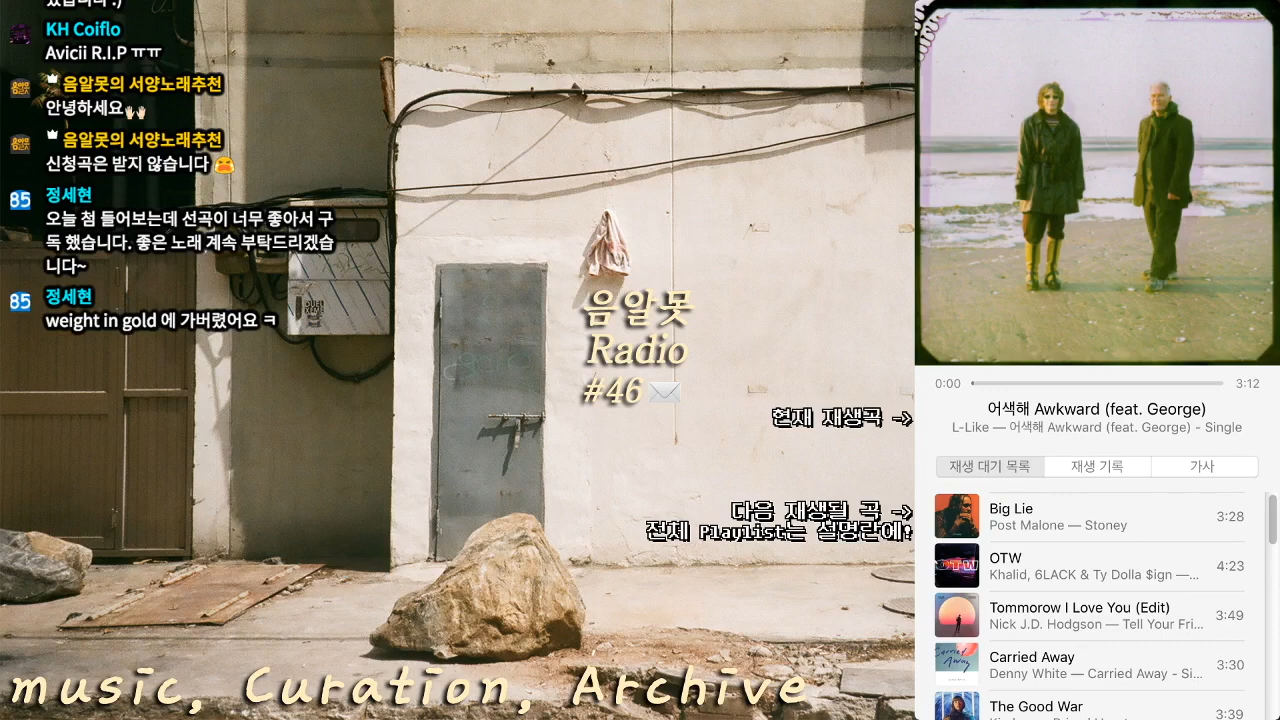 있습니다 :)
KH Coiflo
Avicii R.I.P ㅠㅠ
음알못의 서양노래추천
안녕하세요🙌🏻
음알못의 서양노래추천
신청곡은 받지 않습니다 😫
85 정세현
오늘 첨 들어보는데 선곡이 너무 좋아서 구
독 했습니다. 좋은 노래 계속 부탁드리겠습
니다~
85 정세현
weight in gold 에 가버렸어요 ㅋ
음알못
Radio
#46 ✉️
현재 재생곡 ->
다음 재생될 곡 ->
전체 Playlist는 설명란에!
music, Curation, Archive
0:00 3:12
어색해 Awkward (feat. George)
L-Like — 어색해 Awkward (feat. George) - Single
재생 대기 목록 재생 기록 가사
Big Lie
Post Malone — Stoney
3:28
OTW
Khalid, 6LACK & Ty Dolla $ign —...
4:23
Tommorow I Love You (Edit)
Nick J.D. Hodgson — Tell Your Fri...
3:49
Carried Away
Denny White — Carried Away - Si...
3:30
The Good War
3:39